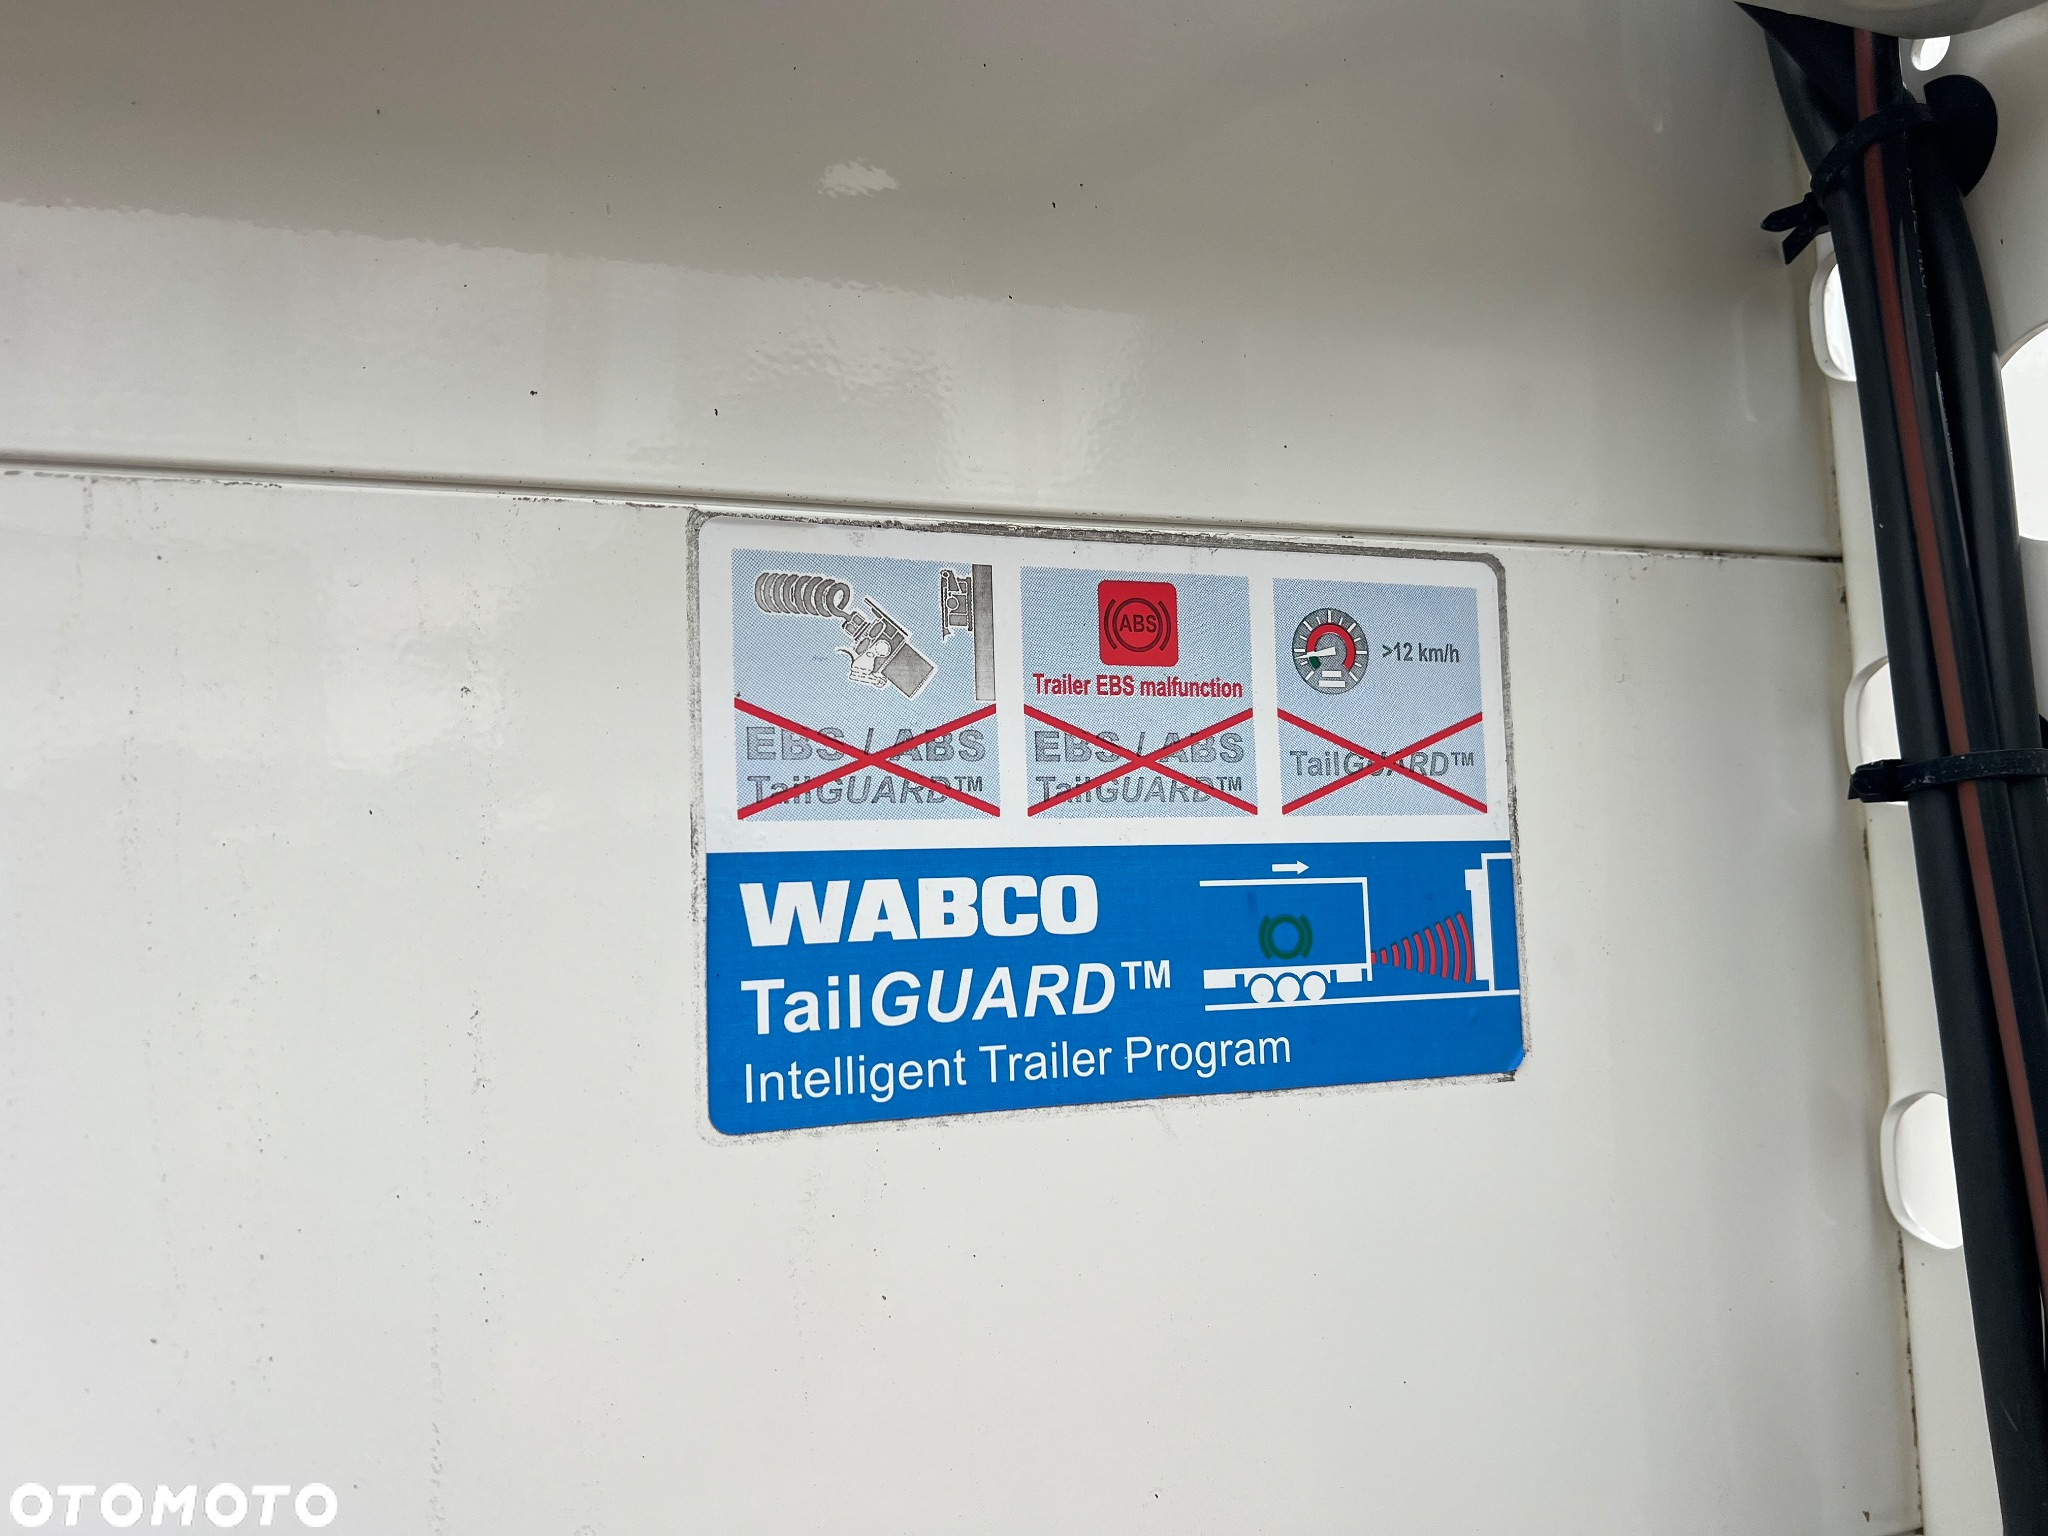 ABS
>12 km/h
Trailer EBS malfunction
EBS / ABS
TailGUARD™
EBS / ABS
TailGUARD™
TailGUARD™
WABCO
TailGUARD™
Intelligent Trailer Program
OTOMOTO